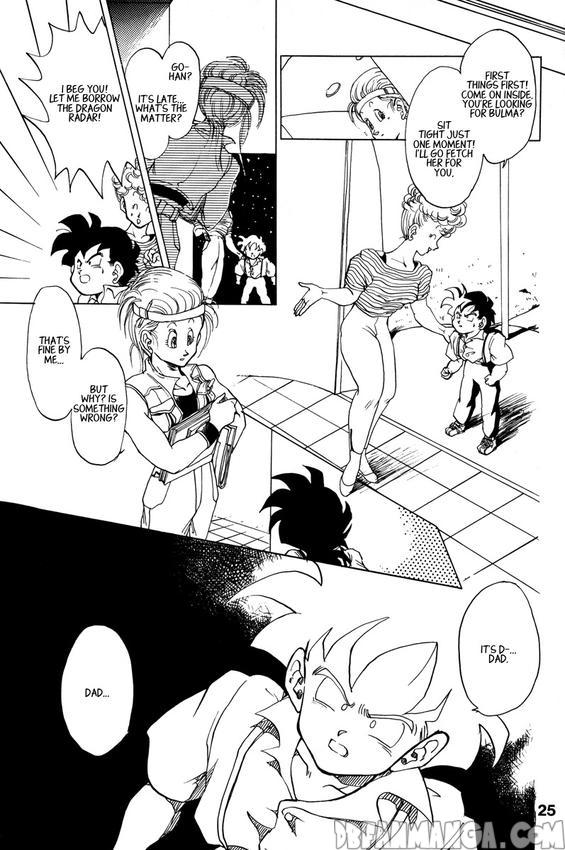 FIRST
THINGS FIRST!
COME ON INSIDE.
YOU'RE LOOKING
FOR BULMA?
SIT
TIGHT JUST
ONE MOMENT!
I'LL GO FETCH
HER FOR
YOU.
GO-
HAN?
IT'S LATE...
WHAT'S THE
MATTER?
I BEG YOU!
LET ME BORROW
THE DRAGON
RADAR!
THAT'S
FINE BY
ME...
BUT
WHY? IS
SOMETHING
WRONG?
IT'S D-...
DAD.
DAD...
25
DBFANMANGA.COM